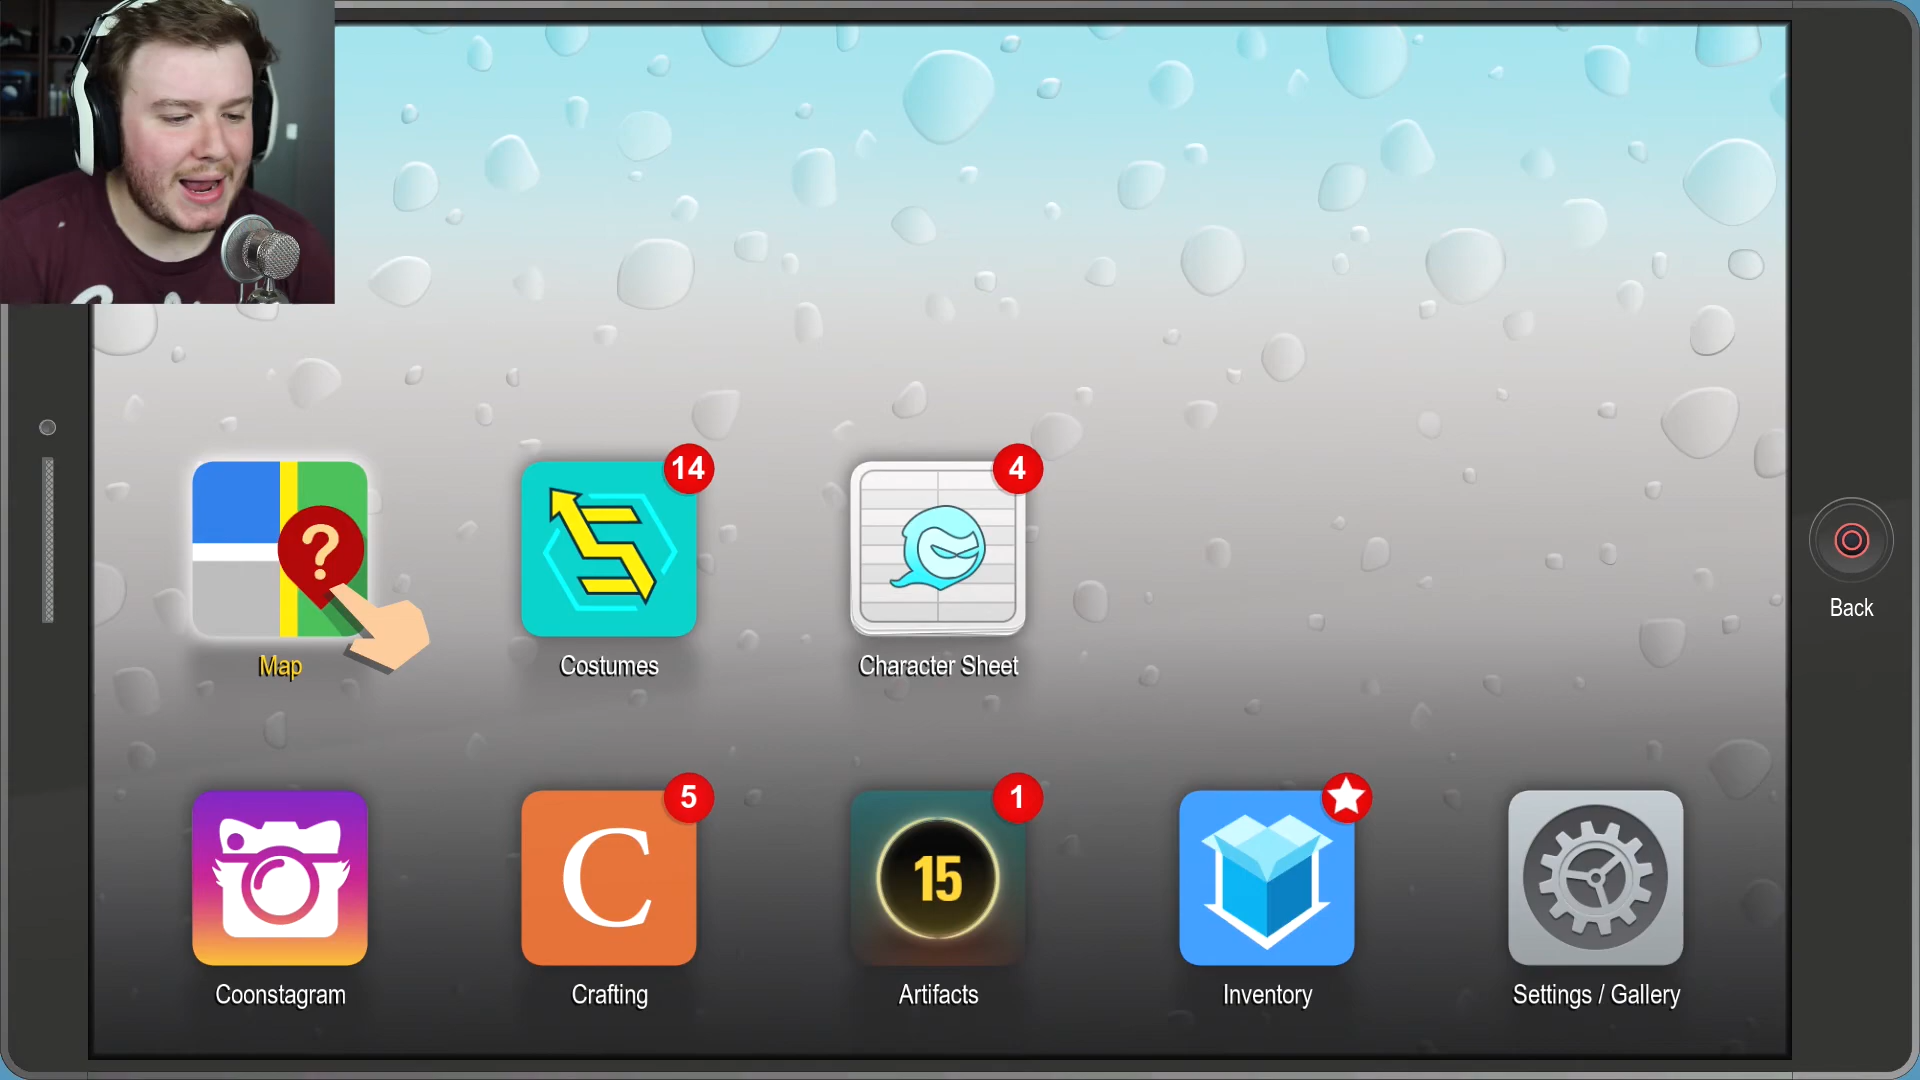 14
4
?
Map
Costumes
Character Sheet
Back
5
1
C
15
Coonstagram
Crafting
Artifacts
Inventory
Settings / Gallery